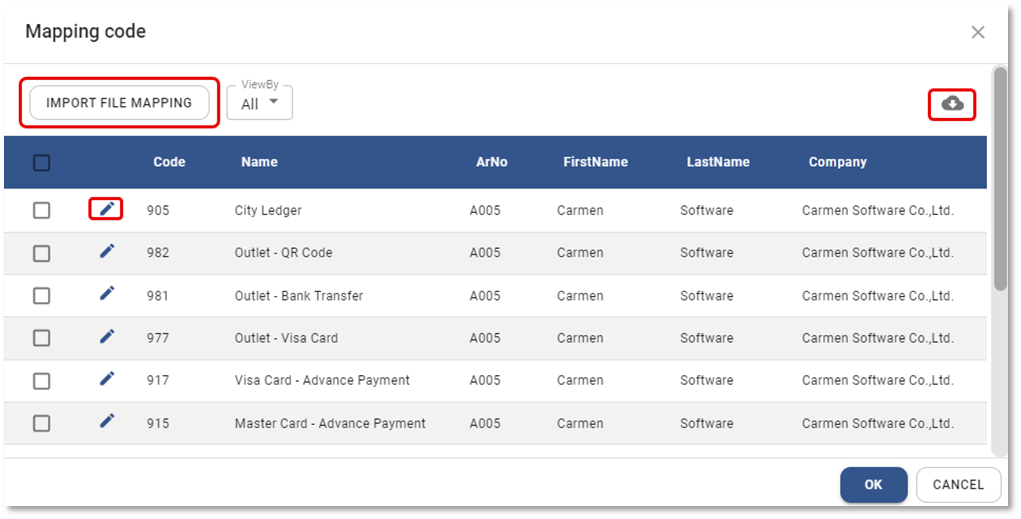 Mapping code
IMPORT FILE MAPPING
ViewBy
All
Code Name ArNo FirstName LastName Company
905 City Ledger A005 Carmen Software Carmen Software Co.,Ltd.
982 Outlet - QR Code A005 Carmen Software Carmen Software Co.,Ltd.
981 Outlet - Bank Transfer A005 Carmen Software Carmen Software Co.,Ltd.
977 Outlet - Visa Card A005 Carmen Software Carmen Software Co.,Ltd.
917 Visa Card - Advance Payment A005 Carmen Software Carmen Software Co.,Ltd.
915 Master Card - Advance Payment A005 Carmen Software Carmen Software Co.,Ltd.
OK CANCEL